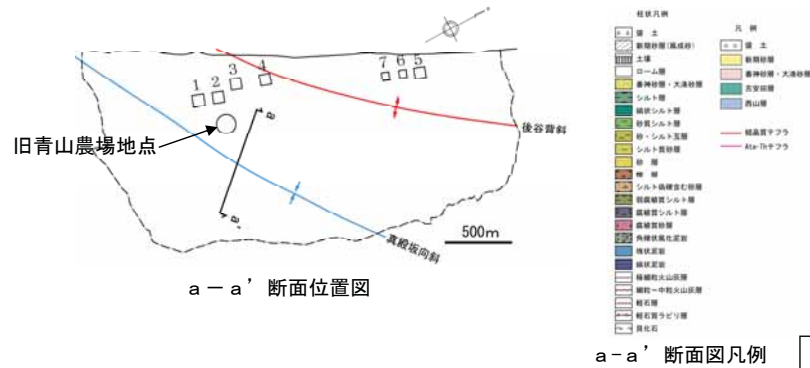 1 2 3 4 7 6 5
旧青山農場地点
後谷背斜
真殿坂向斜
a
a'
500m
a－a’断面位置図
柱状凡例
盛土
新期砂層(風成砂)
土壌
ローム層
番神砂層・大湊砂層
シルト層
縞状シルト層
砂質シルト層
砂・シルト互層
シルト質砂層
砂層
シルト偽礫含む砂層
弱腐植質シルト層
腐植質シルト層
腐植質砂層
角礫状風化泥岩
塊状泥岩
縞状泥岩
極細粒火山灰層
細粒～中粒火山灰層
軽石層
軽石質ラピリ層
貝化石
凡例
盛土
新期砂層
番神砂層・大湊砂層
古安田層
西山層
結晶質テフラ
Ata-Thテフラ
a-a’断面図凡例